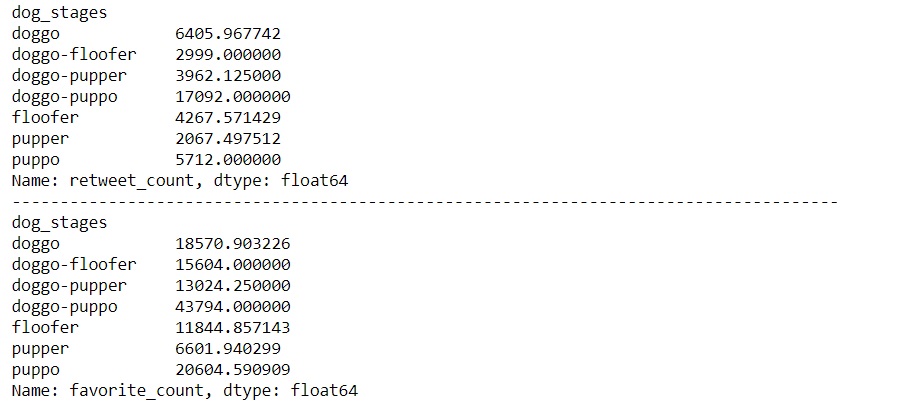 dog_stages
doggo            6405.967742
doggo-floofer    2999.000000
doggo-pupper     3962.125000
doggo-puppo     17092.000000
floofer          4267.571429
pupper           2067.497512
puppo            5712.000000
Name: retweet_count, dtype: float64
--------------------------------------------------------------------------------------
dog_stages
doggo           18570.903226
doggo-floofer   15604.000000
doggo-pupper    13024.250000
doggo-puppo     43794.000000
floofer         11844.857143
pupper           6601.940299
puppo           20604.590909
Name: favorite_count, dtype: float64